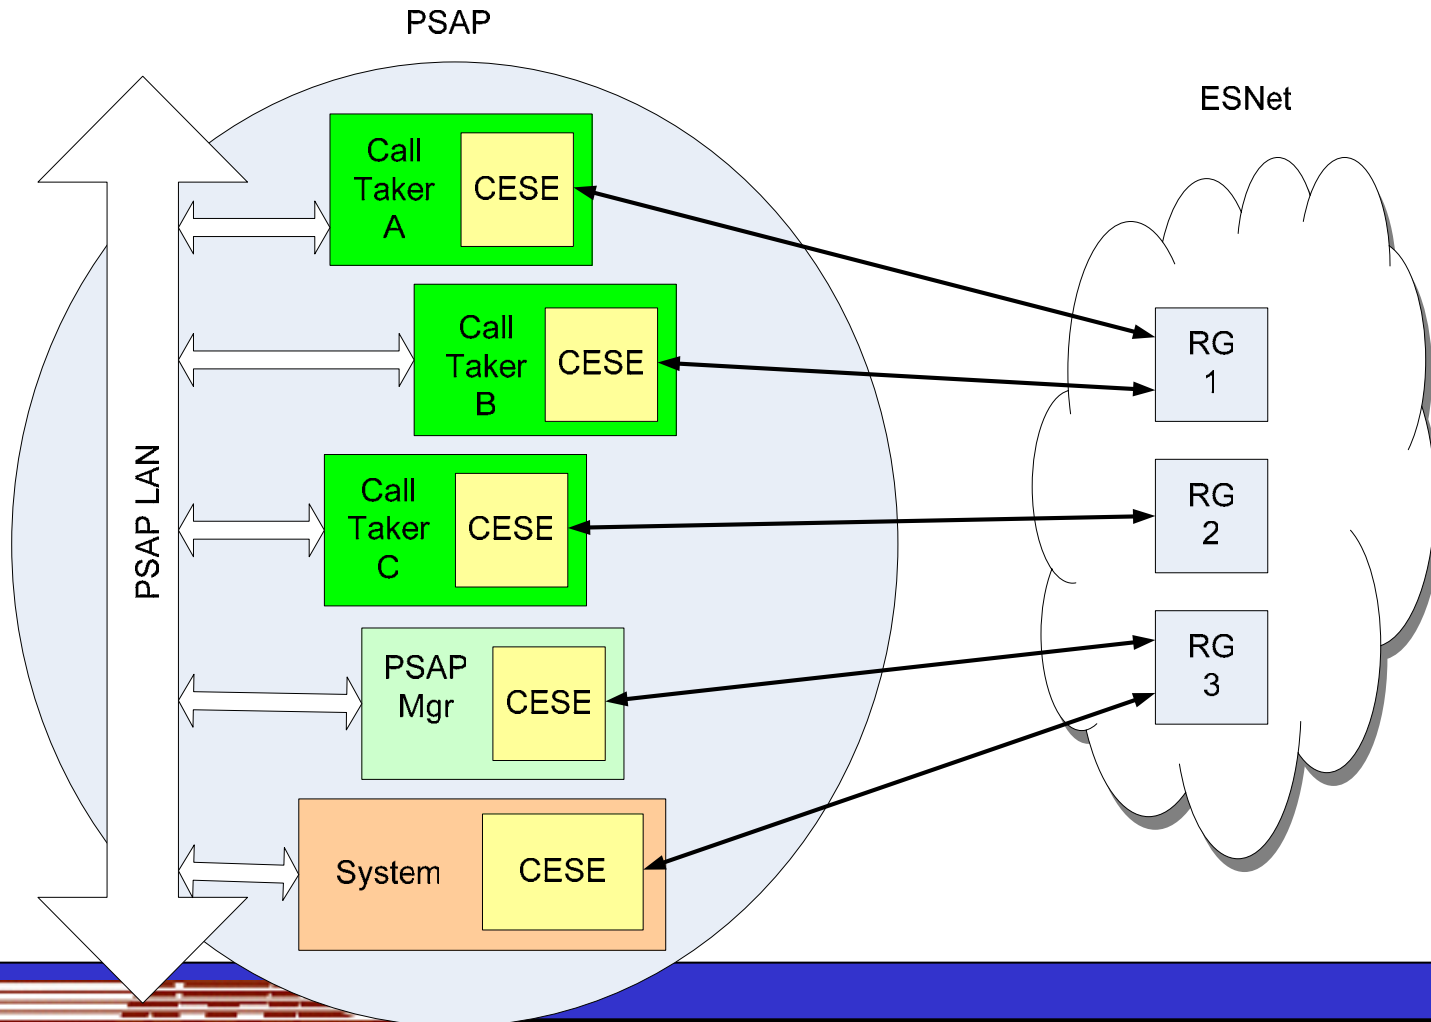 PSAP
ESNet
Call
Taker
A
CESE
Call
Taker
B
CESE
Call
Taker
C
CESE
PSAP
Mgr
CESE
System
CESE
PSAP LAN
RG
1
RG
2
RG
3